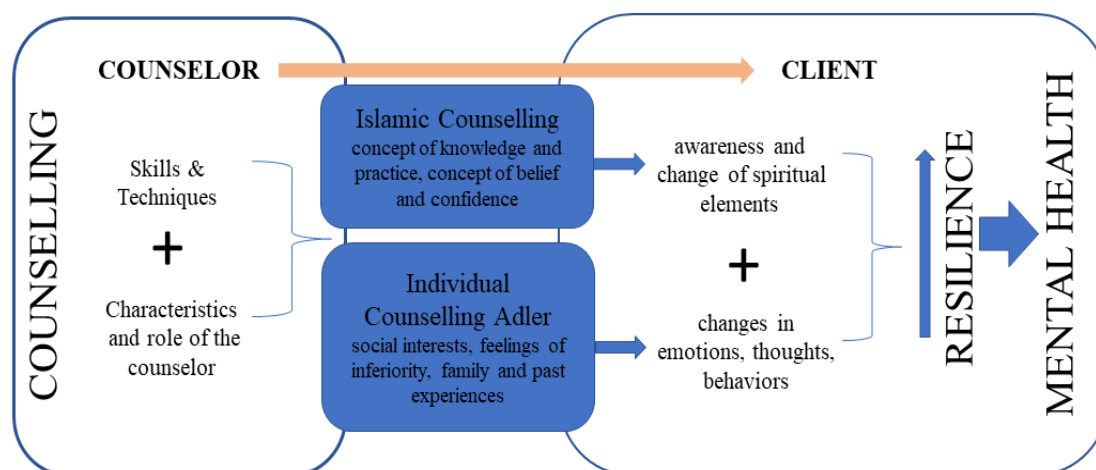 COUNSELLING
COUNSELOR
CLIENT
Skills &
Techniques
+
Characteristics
and role of the
counselor
Islamic Counselling
concept of knowledge and
practice, concept of belief
and confidence
Individual
Counselling Adler
social interests, feelings of
inferiority, family and past
experiences
awareness and
change of spiritual
elements
+
changes in
emotions, thoughts,
behaviors
RESILIENCE
MENTAL HEALTH